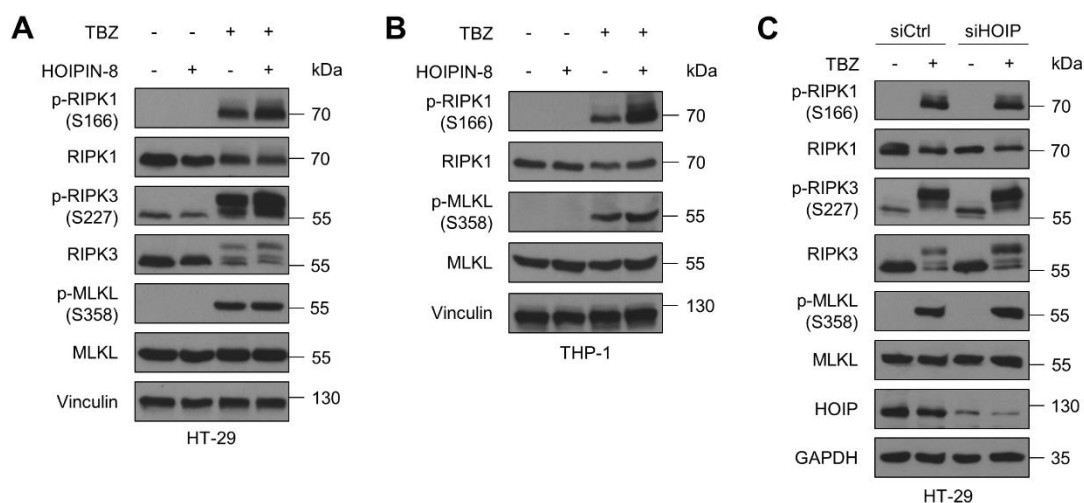 A
TBZ - - + +
HOIPIN-8 - + - + kDa
p-RIPK1
(S166)
70
RIPK1
70
p-RIPK3
(S227)
55
RIPK3
55
p-MLKL
(S358)
55
MLKL
55
Vinculin
130
HT-29
B
TBZ - - + +
HOIPIN-8 - + - + kDa
p-RIPK1
(S166)
70
RIPK1
70
p-MLKL
(S358)
55
MLKL
55
Vinculin
130
THP-1
C
siCtrl siHOIP
TBZ - + - + kDa
p-RIPK1
(S166)
70
RIPK1
70
p-RIPK3
(S227)
55
RIPK3
55
p-MLKL
(S358)
55
MLKL
55
HOIP
130
GAPDH
35
HT-29